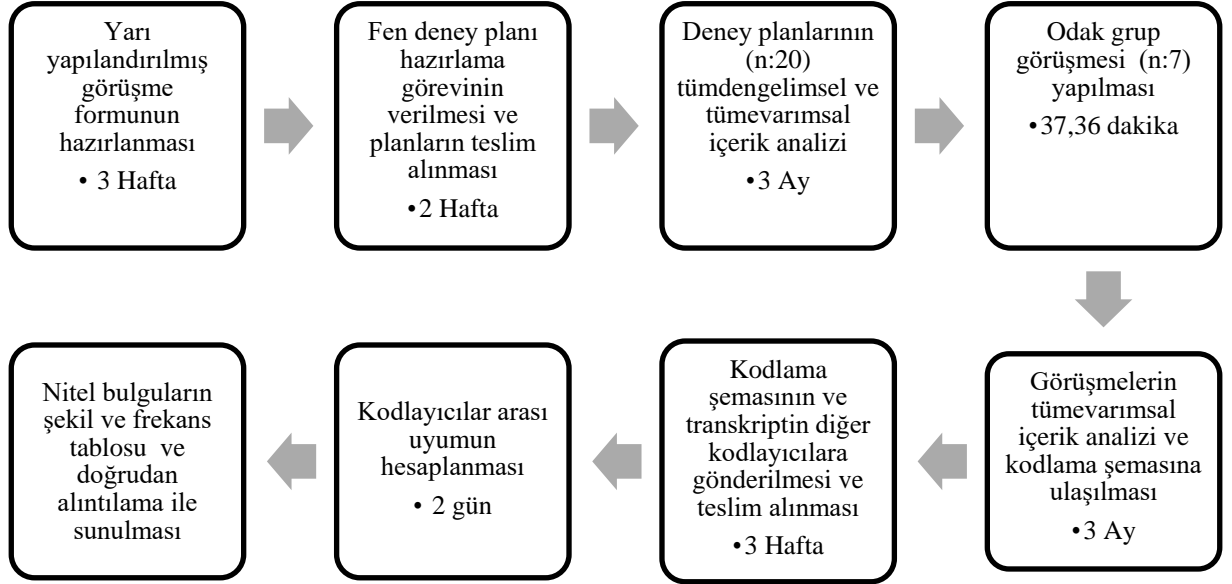 Yarı
yapılandırılmış
görüşme
formunun
hazırlanması
• 3 Hafta
Fen deney planı
hazırlama
görevinin
verilmesi ve
planların teslim
alınması
•2 Hafta
Deney planlarının
(n:20)
tümdengelimsel ve
tümevarımsal
içerik analizi
•3 Ay
Odak grup
görüşmesi (n:7)
yapılması
•37,36 dakika
Görüşmelerin
tümevarımsal
içerik analizi ve
kodlama şemasına
ulaşılması
•3 Ay
Kodlama
şemasının ve
transkriptin diğer
kodlayıcılara
gönderilmesi ve
teslim alınması
•3 Hafta
Kodlayıcılar arası
uyumun
hesaplanması
• 2 gün
Nitel bulguların
şekil ve frekans
tablosu ve
doğrudan
alıntılama ile
sunulması